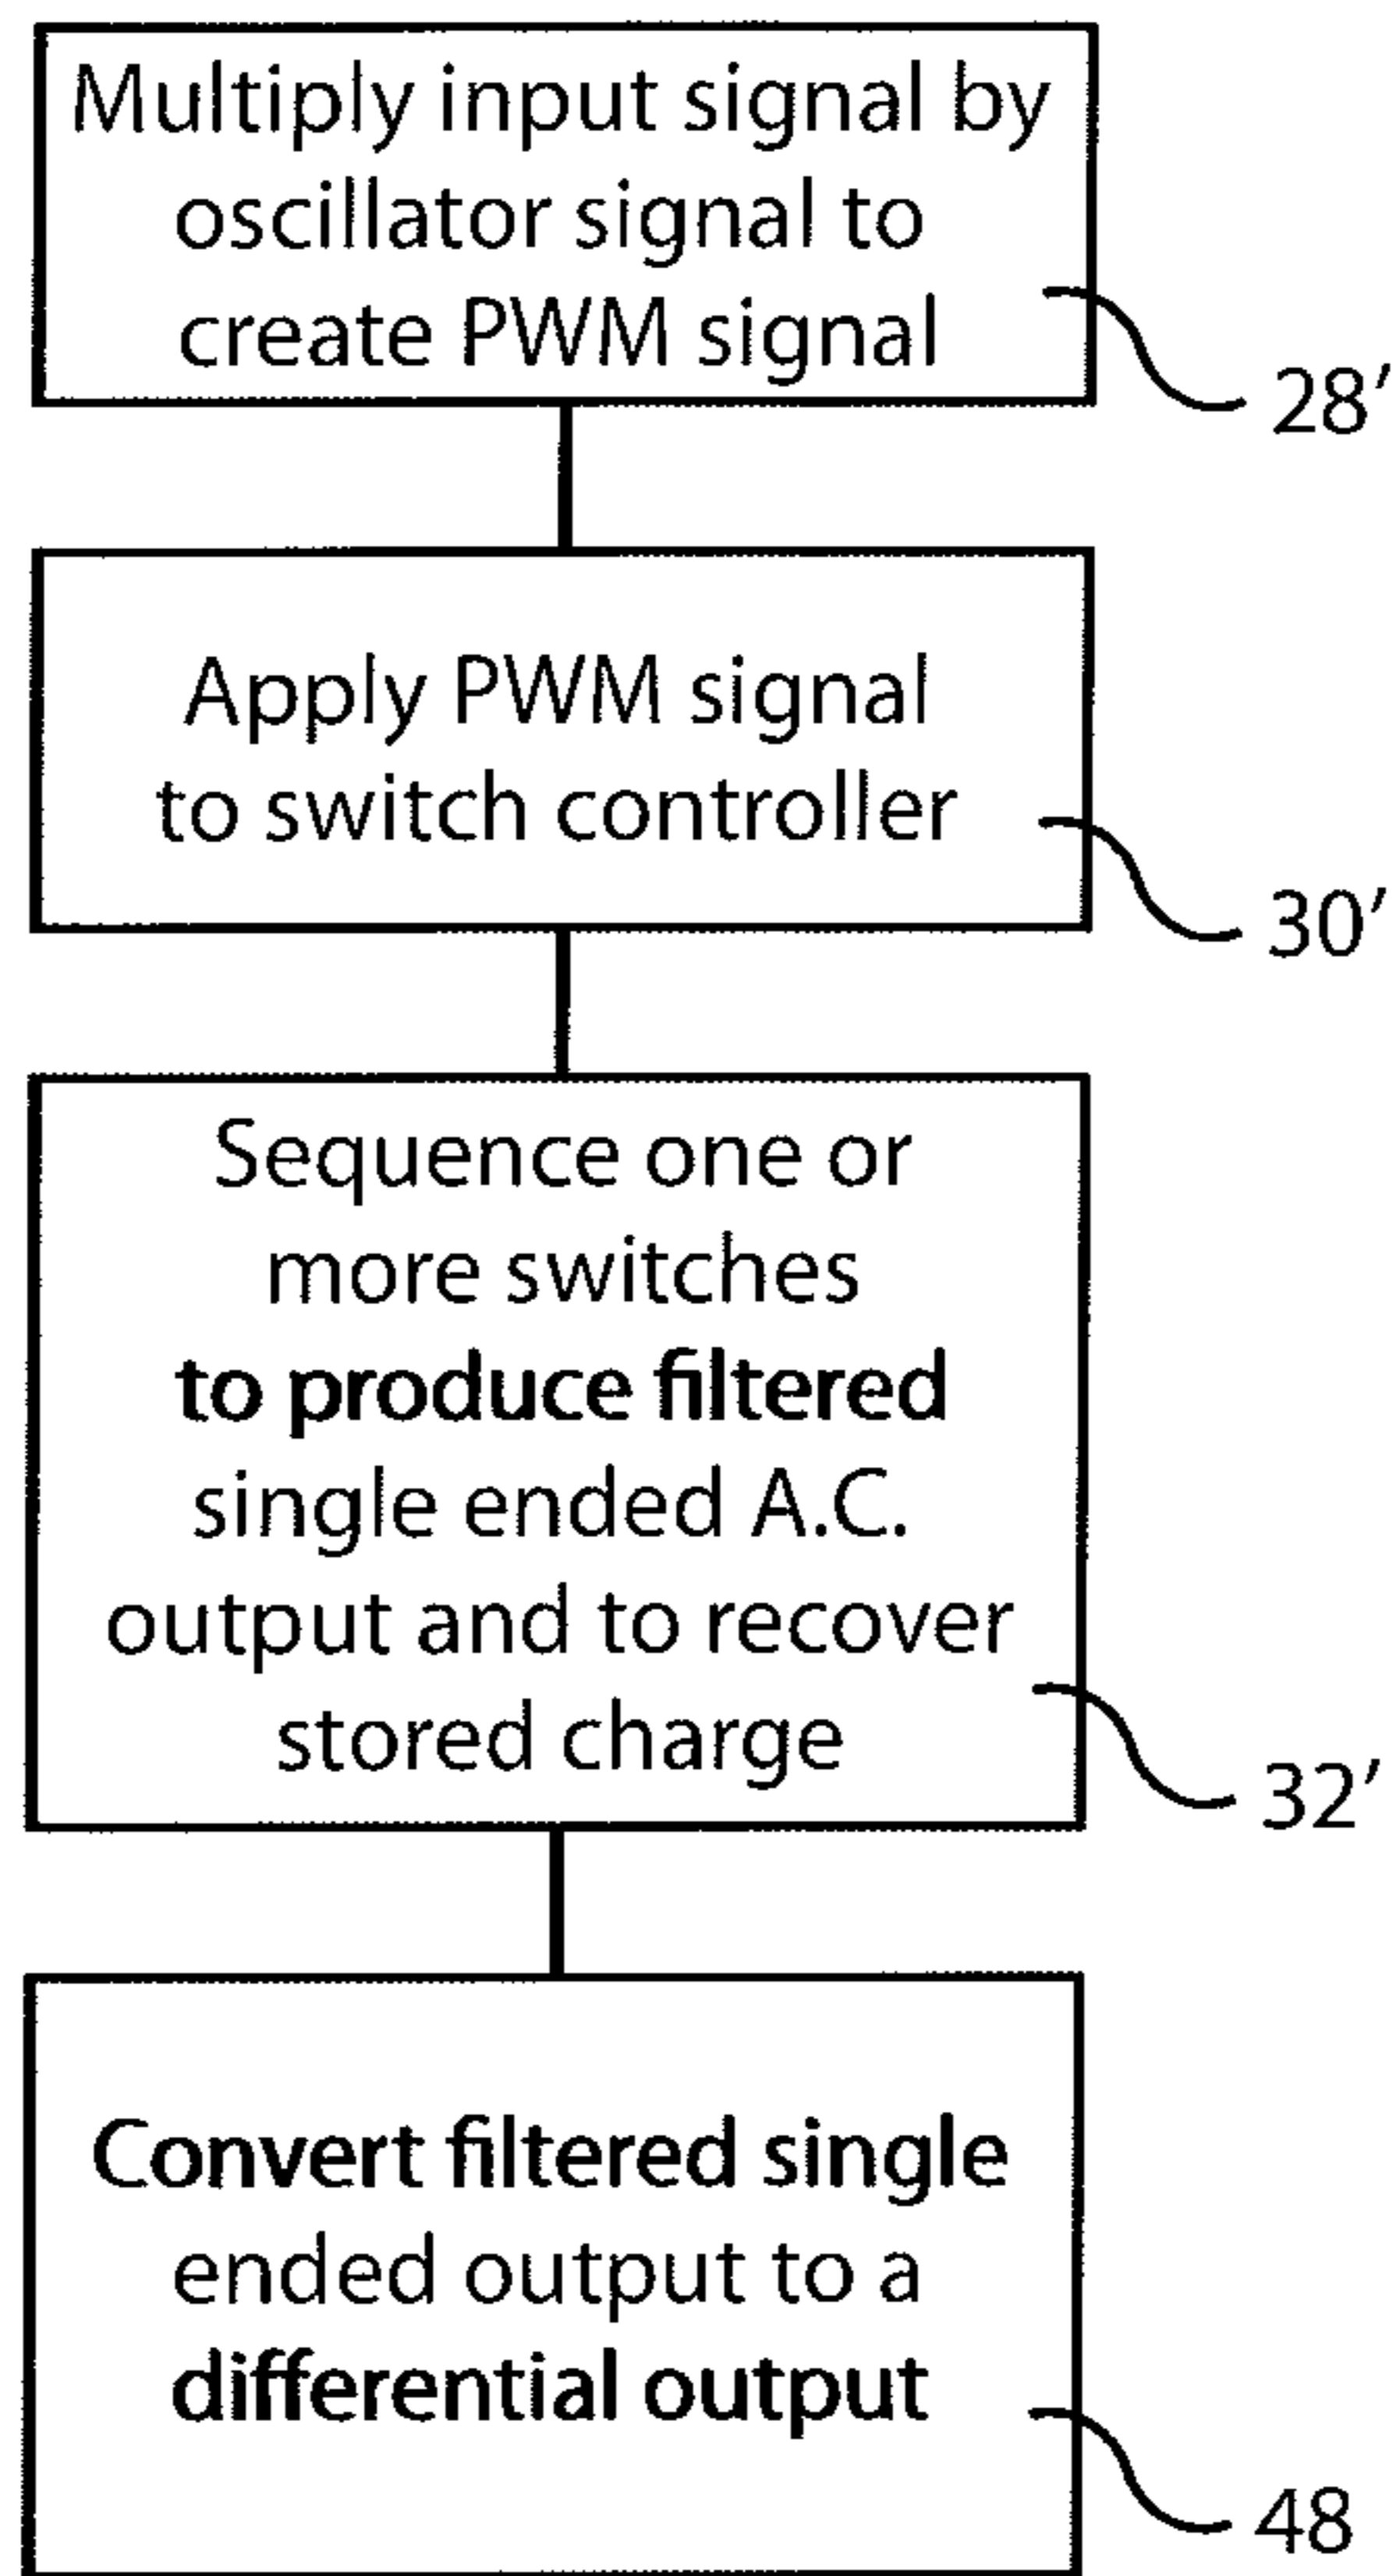 Multiply input signal by
oscillator signal to
create PWM signal
28'
Apply PWM signal
to switch controller
30'
Sequence one or
more switches
to produce filtered
single ended A.C.
output and to recover
stored charge
32'
Convert filtered single
ended output to a
differential output
48